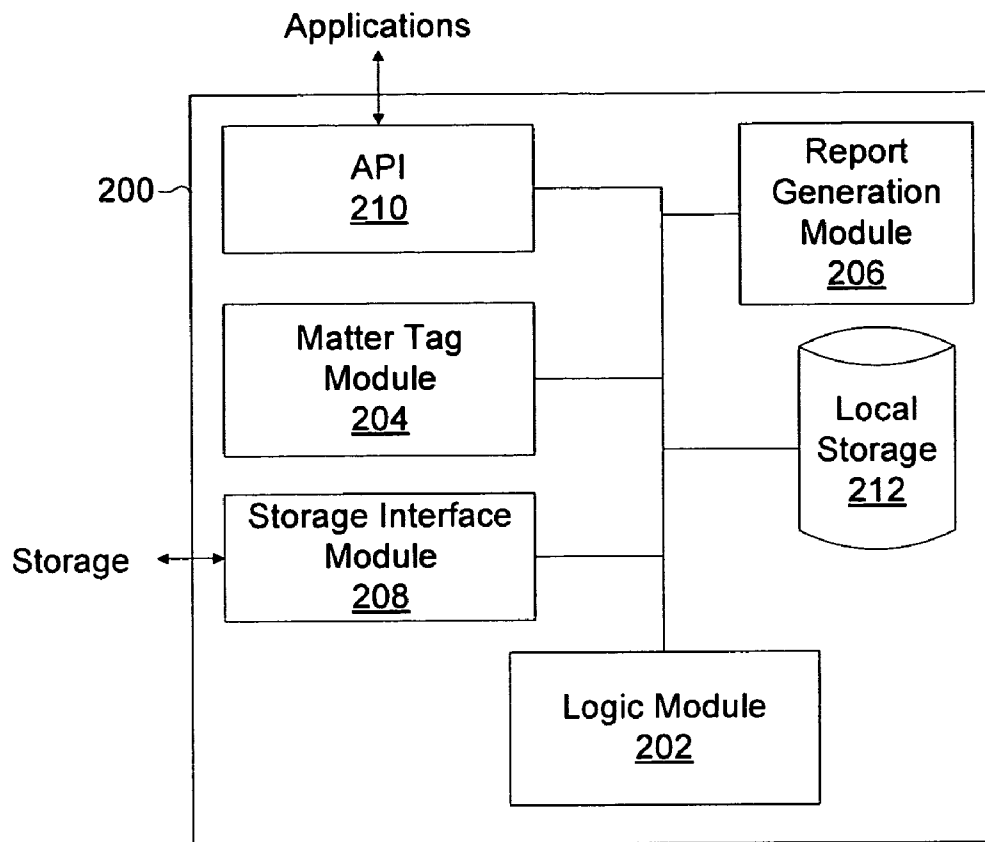 Applications
200
API
210
Report
Generation
Module
206
Matter Tag
Module
204
Local
Storage
212
Storage
Storage Interface
Module
208
Logic Module
202